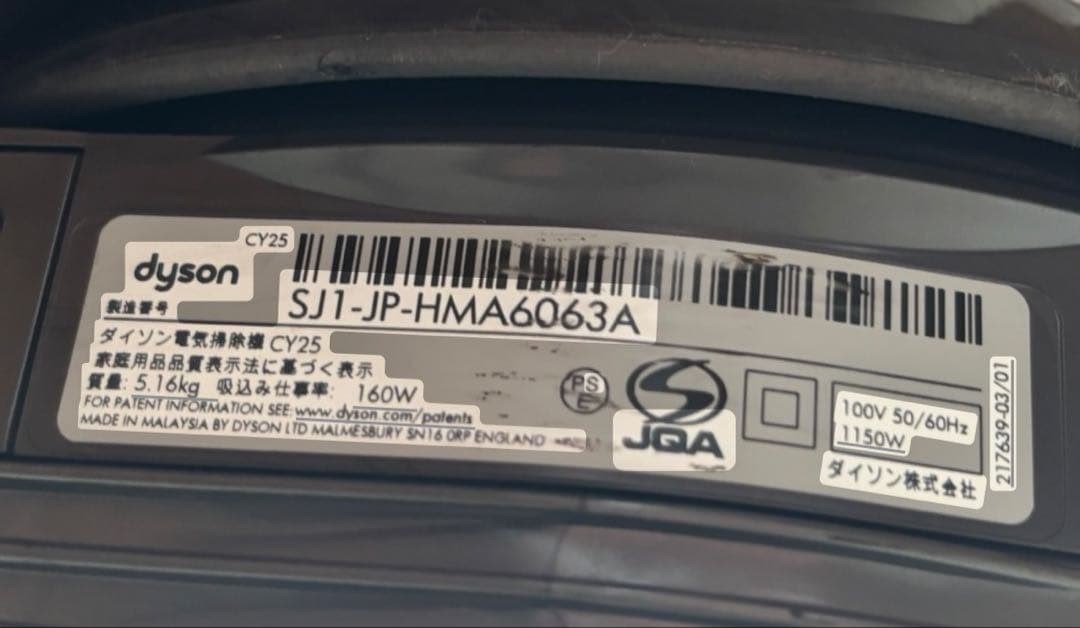 CY25
dyson
製造番号
SJ1-JP-HMA6063A
ダイソン電気掃除機 CY25
家庭用品品質表示法に基づく表示
質量: 5.16kg 吸込み仕事率: 160W
FOR PATENT INFORMATION SEE: www.dyson.com/patents
MADE IN MALAYSIA BY DYSON LTD MALMESBURY SN16 0RP ENGLAND
PS
E
JQA
100V 50/60Hz
1150W
ダイソン株式会社
217639-03/01